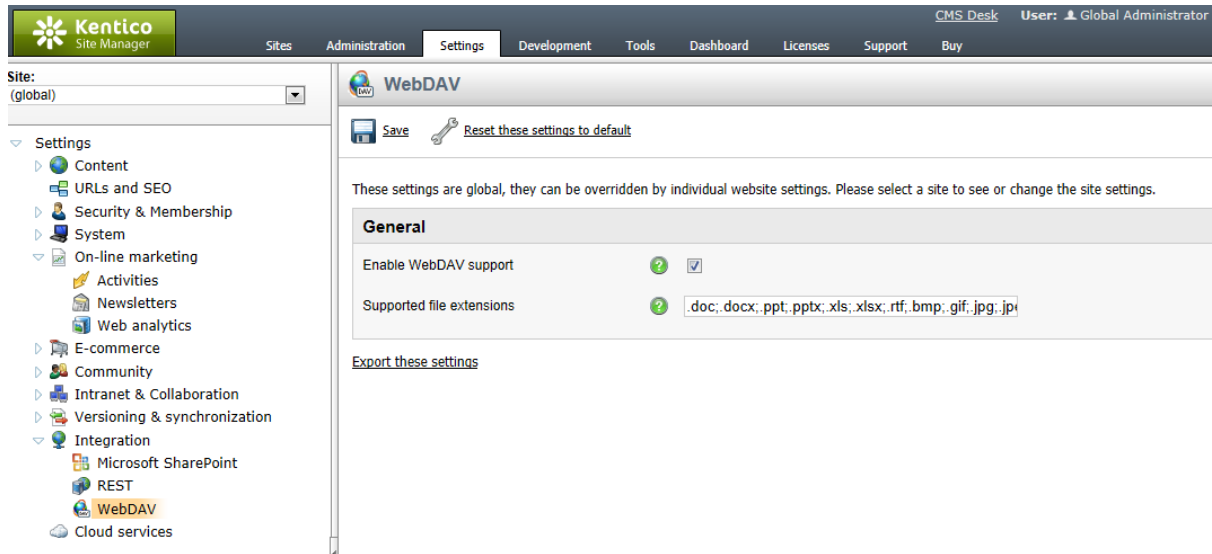 Kentico
Site Manager
CMS Desk User: Global Administrator
Sites Administration Settings Development Tools Dashboard Licenses Support Buy
Site:
(global)
Settings
Content
URLs and SEO
Security & Membership
System
On-line marketing
Activities
Newsletters
Web analytics
E-commerce
Community
Intranet & Collaboration
Versioning & synchronization
Integration
Microsoft SharePoint
REST
WebDAV
Cloud services
DAV WebDAV
Save Reset these settings to default
These settings are global, they can be overridden by individual website settings. Please select a site to see or change the site settings.
General
Enable WebDAV support ?
Supported file extensions ? .doc;.docx;.ppt;.pptx;.xls;.xlsx;.rtf;.bmp;.gif;.jpg;.jpe
Export these settings